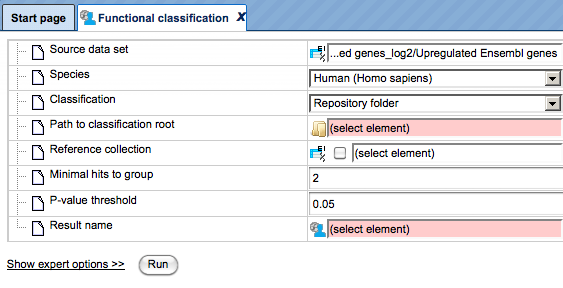 Start page
Functional classification X
Source data set ...ed genes_log2/Upregulated Ensembl genes
Species Human (Homo sapiens)
Classification Repository folder
Path to classification root (select element)
Reference collection (select element)
Minimal hits to group 2
P-value threshold 0.05
Result name (select element)
Show expert options >> Run